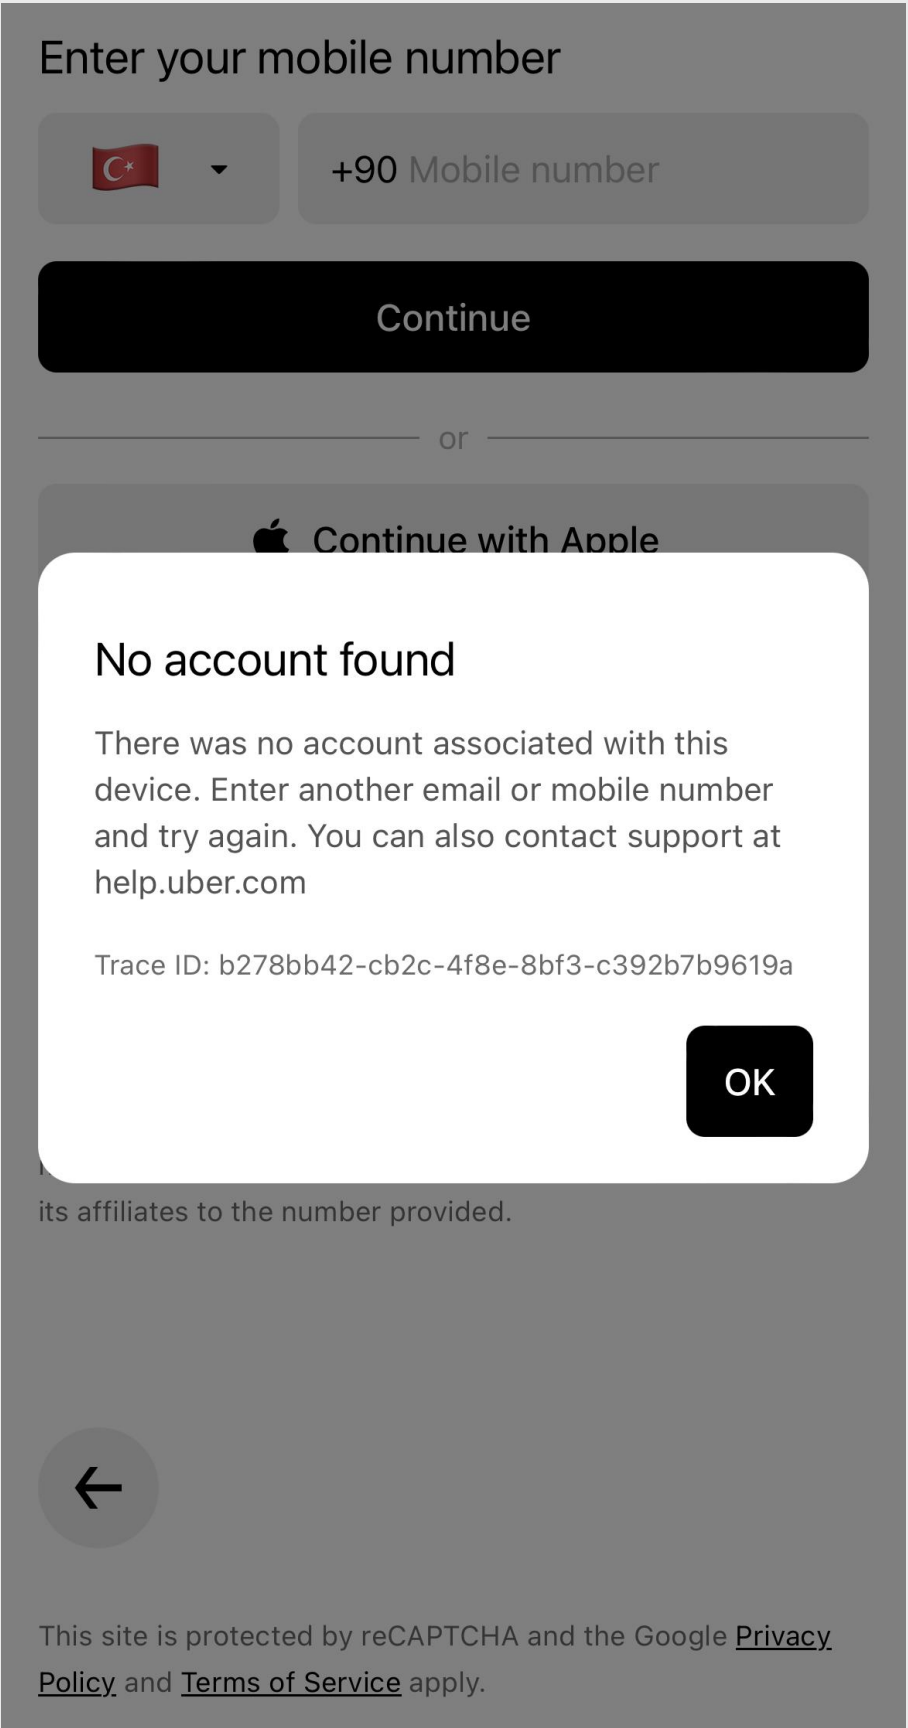 Enter your mobile number
+90 Mobile number
Continue
or
Continue with Apple
No account found
There was no account associated with this
device. Enter another email or mobile number
and try again. You can also contact support at
help.uber.com
Trace ID: b278bb42-cb2c-4f8e-8bf3-c392b7b9619a
OK
its affiliates to the number provided.
This site is protected by reCAPTCHA and the Google Privacy
Policy and Terms of Service apply.